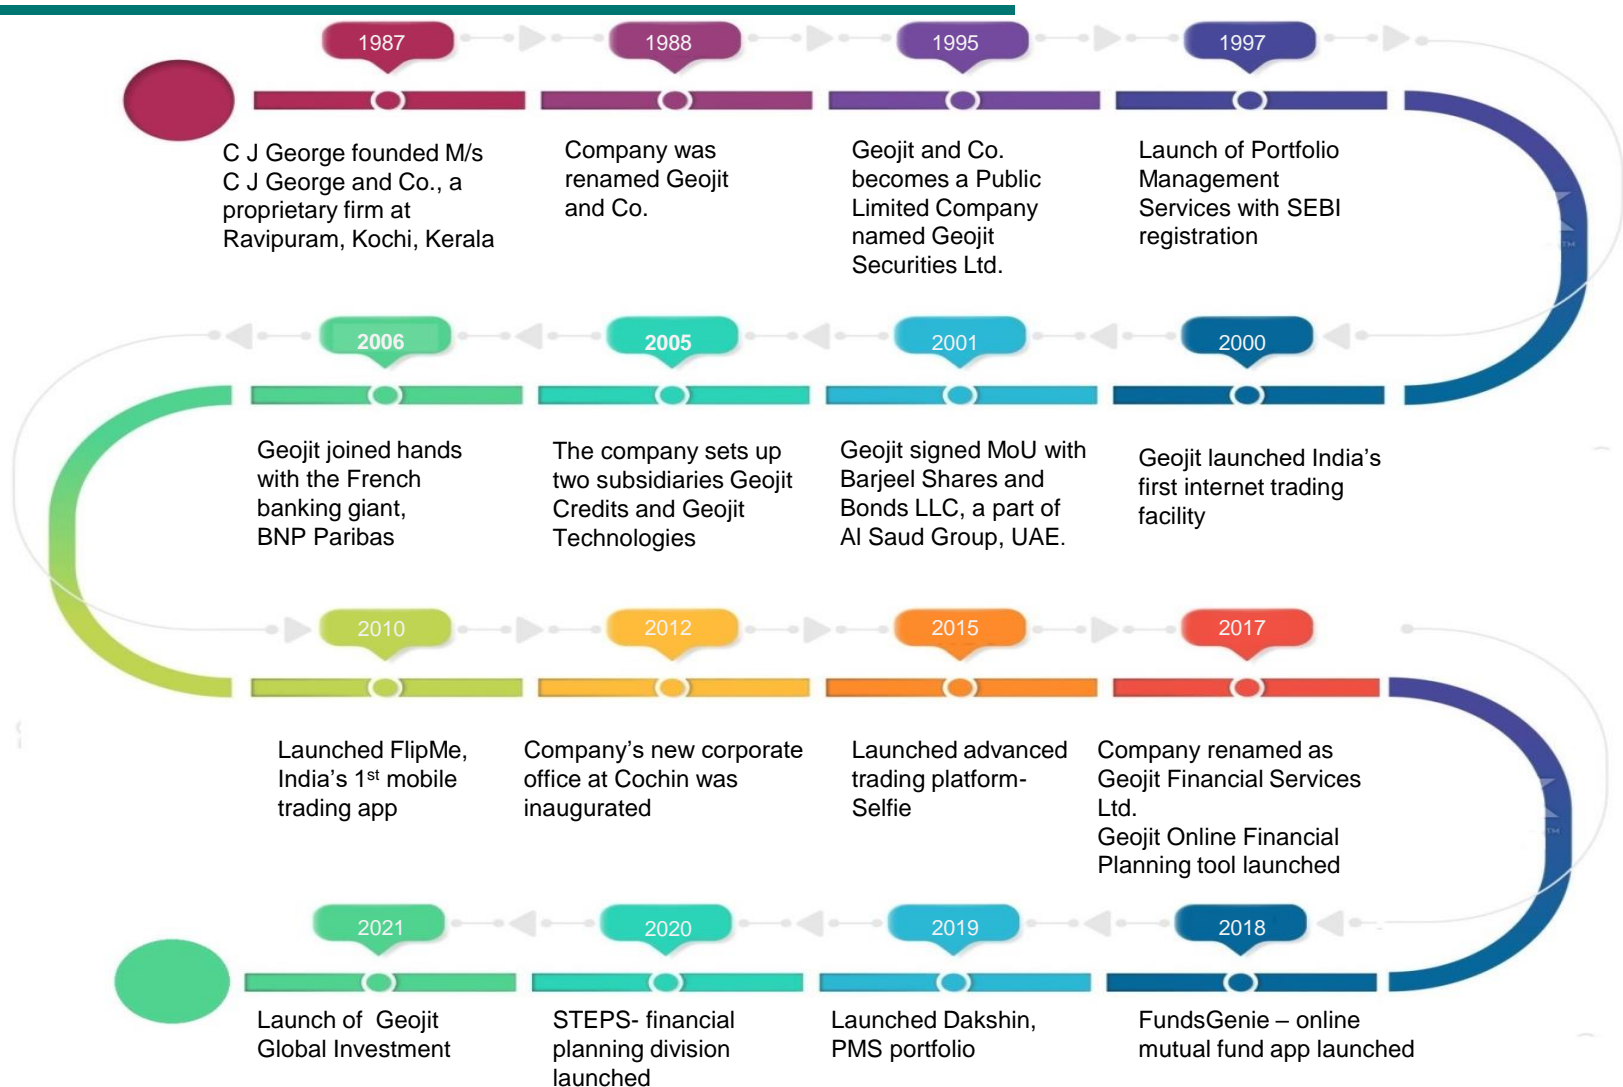 1987
C J George founded M/s
C J George and Co., a
proprietary firm at
Ravipuram, Kochi, Kerala
1988
Company was
renamed Geojit
and Co.
1995
Geojit and Co.
becomes a Public
Limited Company
named Geojit
Securities Ltd.
1997
Launch of Portfolio
Management
Services with SEBI
registration
2000
Geojit launched India’s
first internet trading
facility
2001
Geojit signed MoU with
Barjeel Shares and
Bonds LLC, a part of
Al Saud Group, UAE.
2005
The company sets up
two subsidiaries Geojit
Credits and Geojit
Technologies
2006
Geojit joined hands
with the French
banking giant,
BNP Paribas
2010
Launched FlipMe,
India’s 1st mobile
trading app
2012
Company’s new corporate
office at Cochin was
inaugurated
2015
Launched advanced
trading platform-
Selfie
2017
Company renamed as
Geojit Financial Services
Ltd.
Geojit Online Financial
Planning tool launched
2018
FundsGenie – online
mutual fund app launched
2019
Launched Dakshin,
PMS portfolio
2020
STEPS- financial
planning division
launched
2021
Launch of Geojit
Global Investment